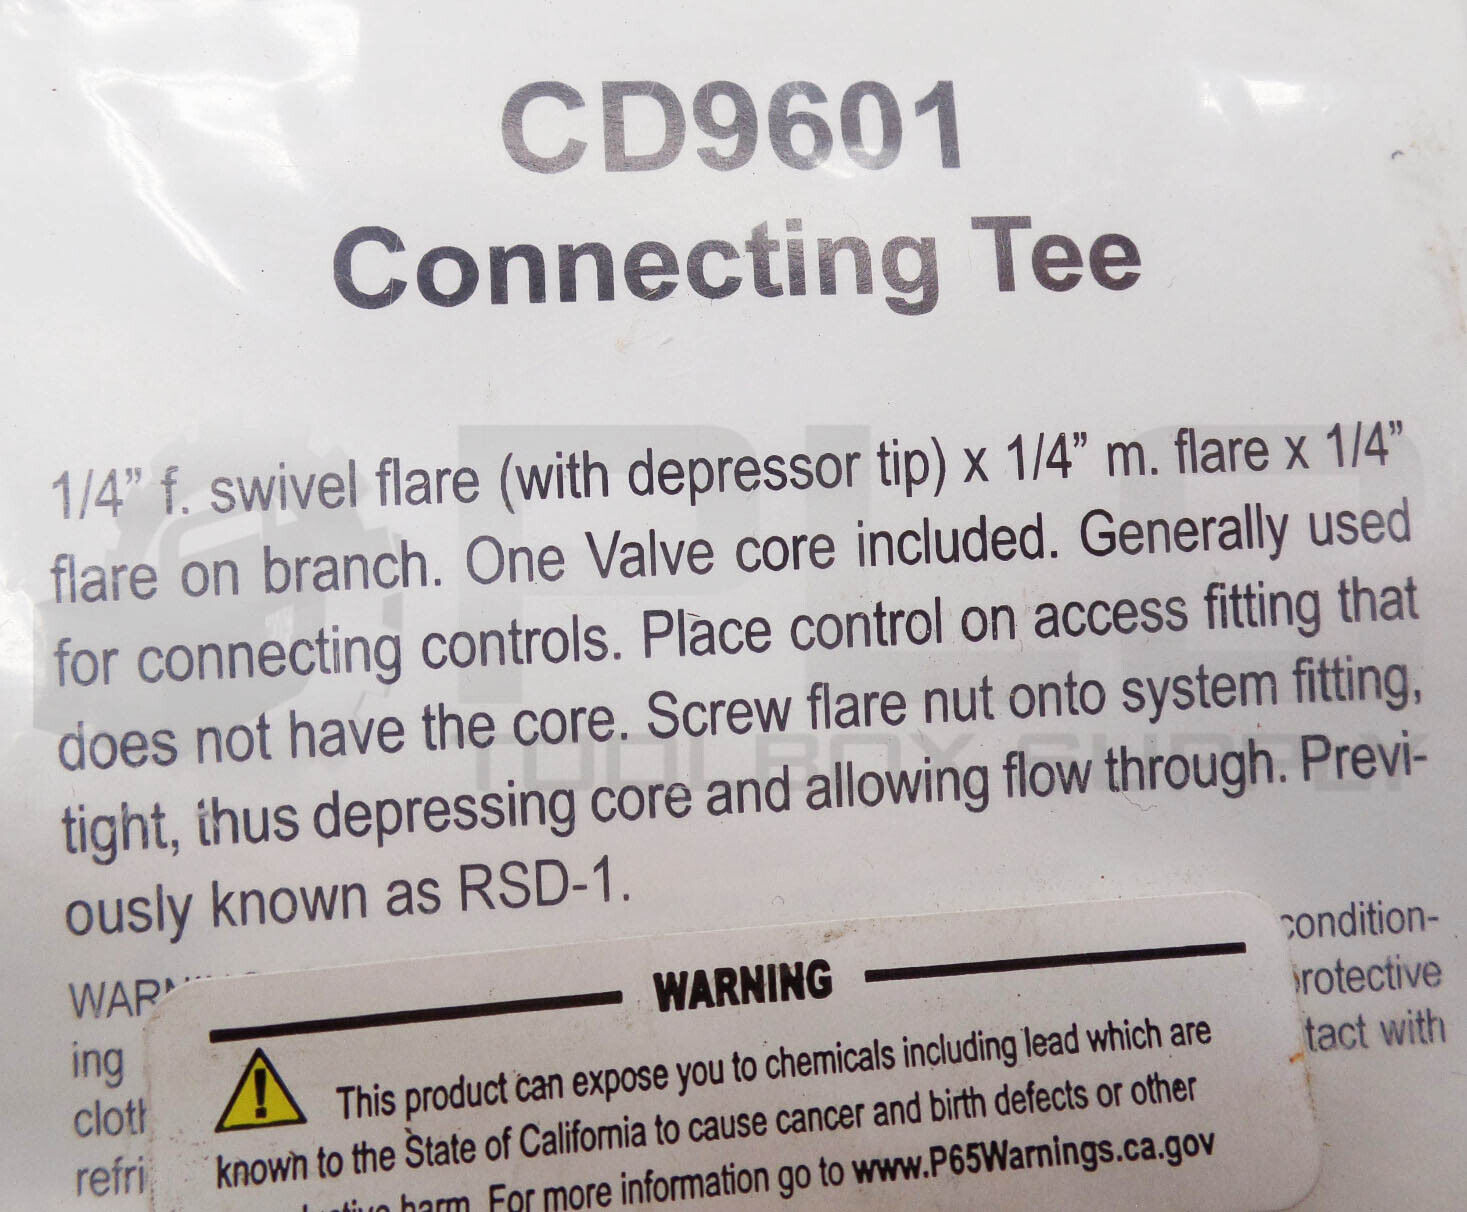 CD9601
Connecting Tee
1/4” f. swivel flare (with depressor tip) x 1/4” m. flare x 1/4”
flare on branch. One Valve core included. Generally used
for connecting controls. Place control on access fitting that
does not have the core. Screw flare nut onto system fitting,
tight, thus depressing core and allowing flow through. Previ-
ously known as RSD-1.
PLC
TOOLBOX SUPPLY
condition-
ing
tact with
WARNING
This product can expose you to chemicals including lead which are
known to the State of California to cause cancer and birth defects or other
harm. For more information go to www.P65Warnings.ca.gov